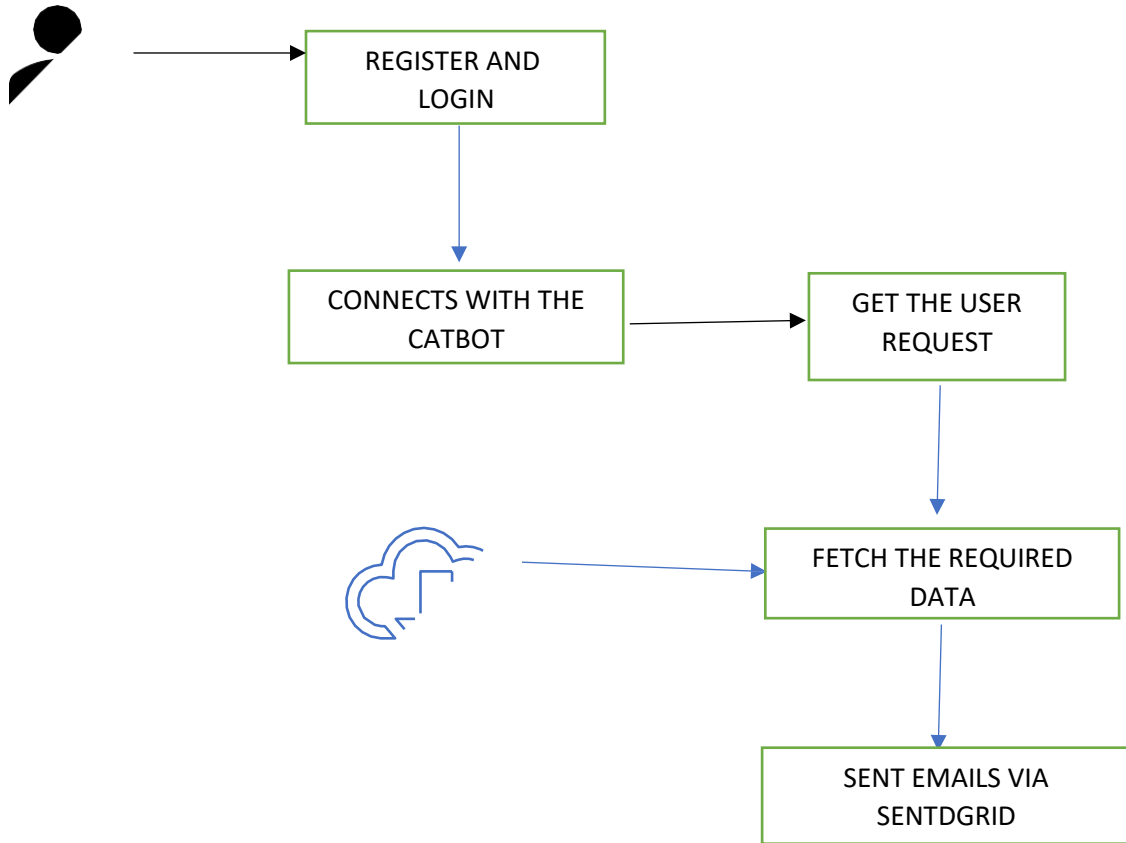 REGISTER AND
LOGIN
CONNECTS WITH THE
CATBOT
GET THE USER
REQUEST
FETCH THE REQUIRED
DATA
SENT EMAILS VIA
SENTDGRID